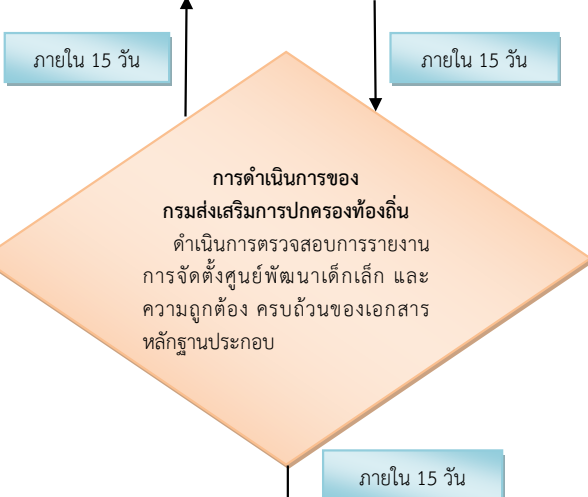 ภายใน 15 วัน
ภายใน 15 วัน
การดำเนินการของ
กรมส่งเสริมการปกครองท้องถิ่น
ดำเนินการตรวจสอบการรายงาน
การจัดตั้งศูนย์พัฒนาเด็กเล็ก และ
ความถูกต้อง ครบถ้วนของเอกสาร
หลักฐานประกอบ
ภายใน 15 วัน